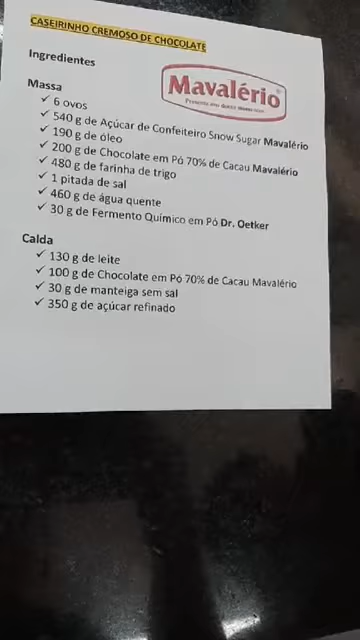 CASEIRINHO CREMOSO DE CHOCOLATE
Ingredientes
Mavalério
Massa
✓ 6 ovos
✓ 540 g de Açúcar de Confeiteiro Snow Sugar Mavalério
✓ 190 g de óleo
✓ 200 g de Chocolate em Pó 70% de Cacau Mavalério
✓ 480 g de farinha de trigo
✓ 1 pitada de sal
✓ 460 g de água quente
✓ 30 g de Fermento Químico em Pó Dr. Oetker
Calda
✓ 130 g de leite
✓ 100 g de Chocolate em Pó 70% de Cacau Mavalério
✓ 30 g de manteiga sem sal
✓ 350 g de açúcar refinado